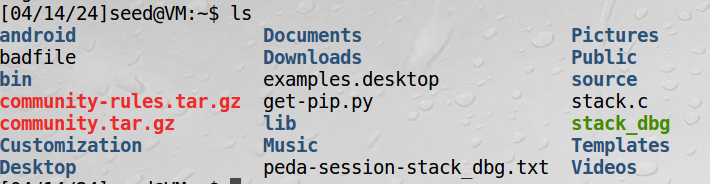 [04/14/24]seed@VM:~$ ls
android Documents Pictures
badfile Downloads Public
bin examples.desktop source
community-rules.tar.gz get-pip.py stack.c
community.tar.gz lib stack_dbg
Customization Music Templates
Desktop peda-session-stack_dbg.txt Videos
[04/14/24]seed@VM:~$